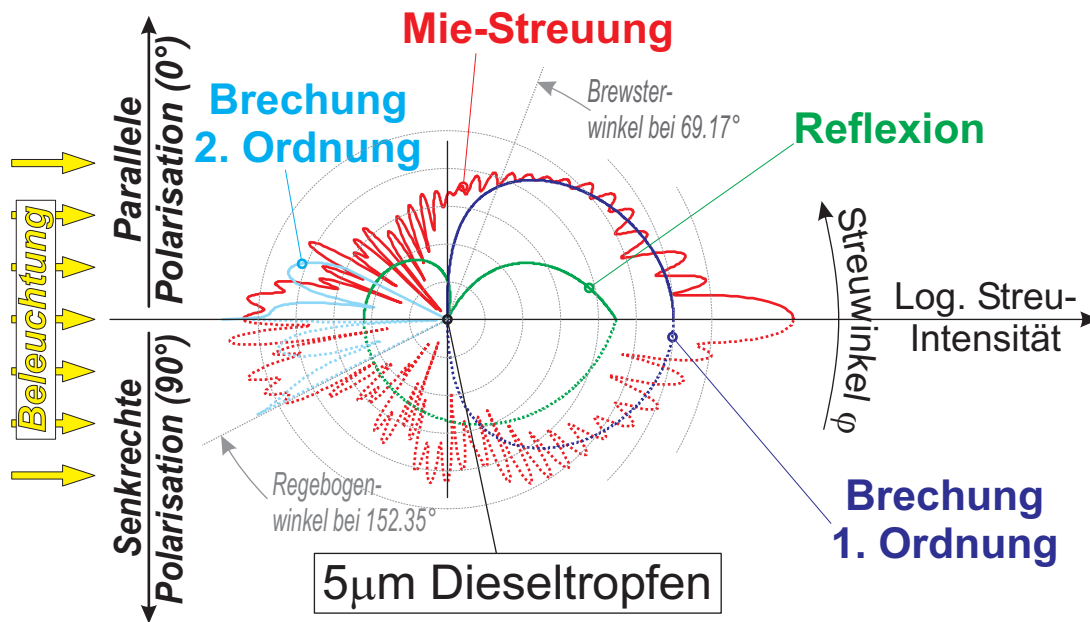 Mie-Streuung
Parallele
Polarisation (0°)
Brechung
2. Ordnung
Brewster-
winkel bei 69.17°
Reflexion
Beleuchtung
Streuwinkel φ
Log. Streu-
Intensität
Senkrechte
Polarisation (90°)
Regebogen-
winkel bei 152.35°
Brechung
1. Ordnung
5μm Dieseltropfen